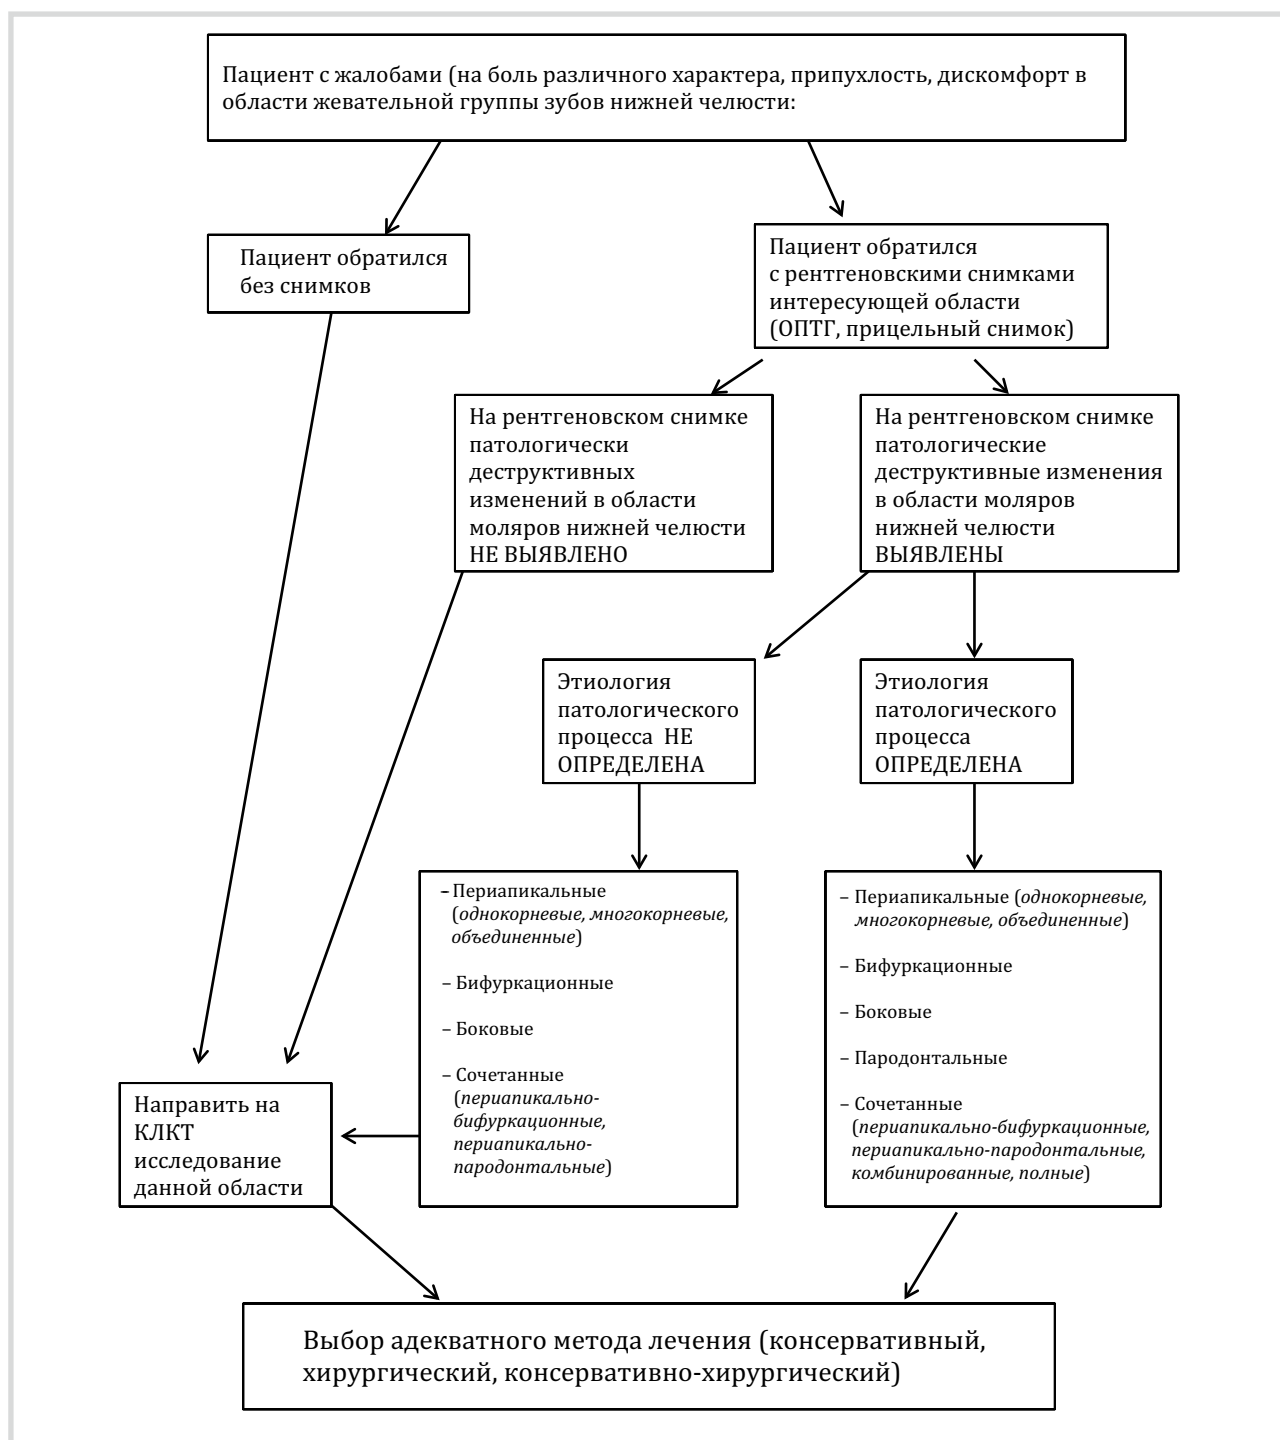 Пациент с жалобами (на боль различного характера, припухлость, дискомфорт в
области жевательной группы зубов нижней челюсти:
Пациент обратился
без снимков
Пациент обратился
с рентгеновскими снимками
интересующей области
(ОПТГ, прицельный снимок)
На рентгеновском снимке
патологически
деструктивных
изменений в области
моляров нижней челюсти
НЕ ВЫЯВЛЕНО
На рентгеновском снимке
патологические
деструктивные изменения
в области моляров
нижней челюсти
ВЫЯВЛЕНЫ
Этиология
патологического
процесса НЕ
ОПРЕДЕЛЕНА
Этиология
патологического
процесса
ОПРЕДЕЛЕНА
– Периапикальные
(однокорневые, многокорневые,
объединенные)
– Бифуркационные
– Боковые
– Сочетанные
(периапикально-
бифуркационные,
периапикально-
пародонтальные)
– Периапикальные (однокорневые,
многокорневые, объединенные)
– Бифуркационные
– Боковые
– Пародонтальные
– Сочетанные
(периапикально-бифуркационные,
периапикально-пародонтальные,
комбинированные, полные)
Направить на
КЛКТ
исследование
данной области
Выбор адекватного метода лечения (консервативный,
хирургический, консервативно-хирургический)